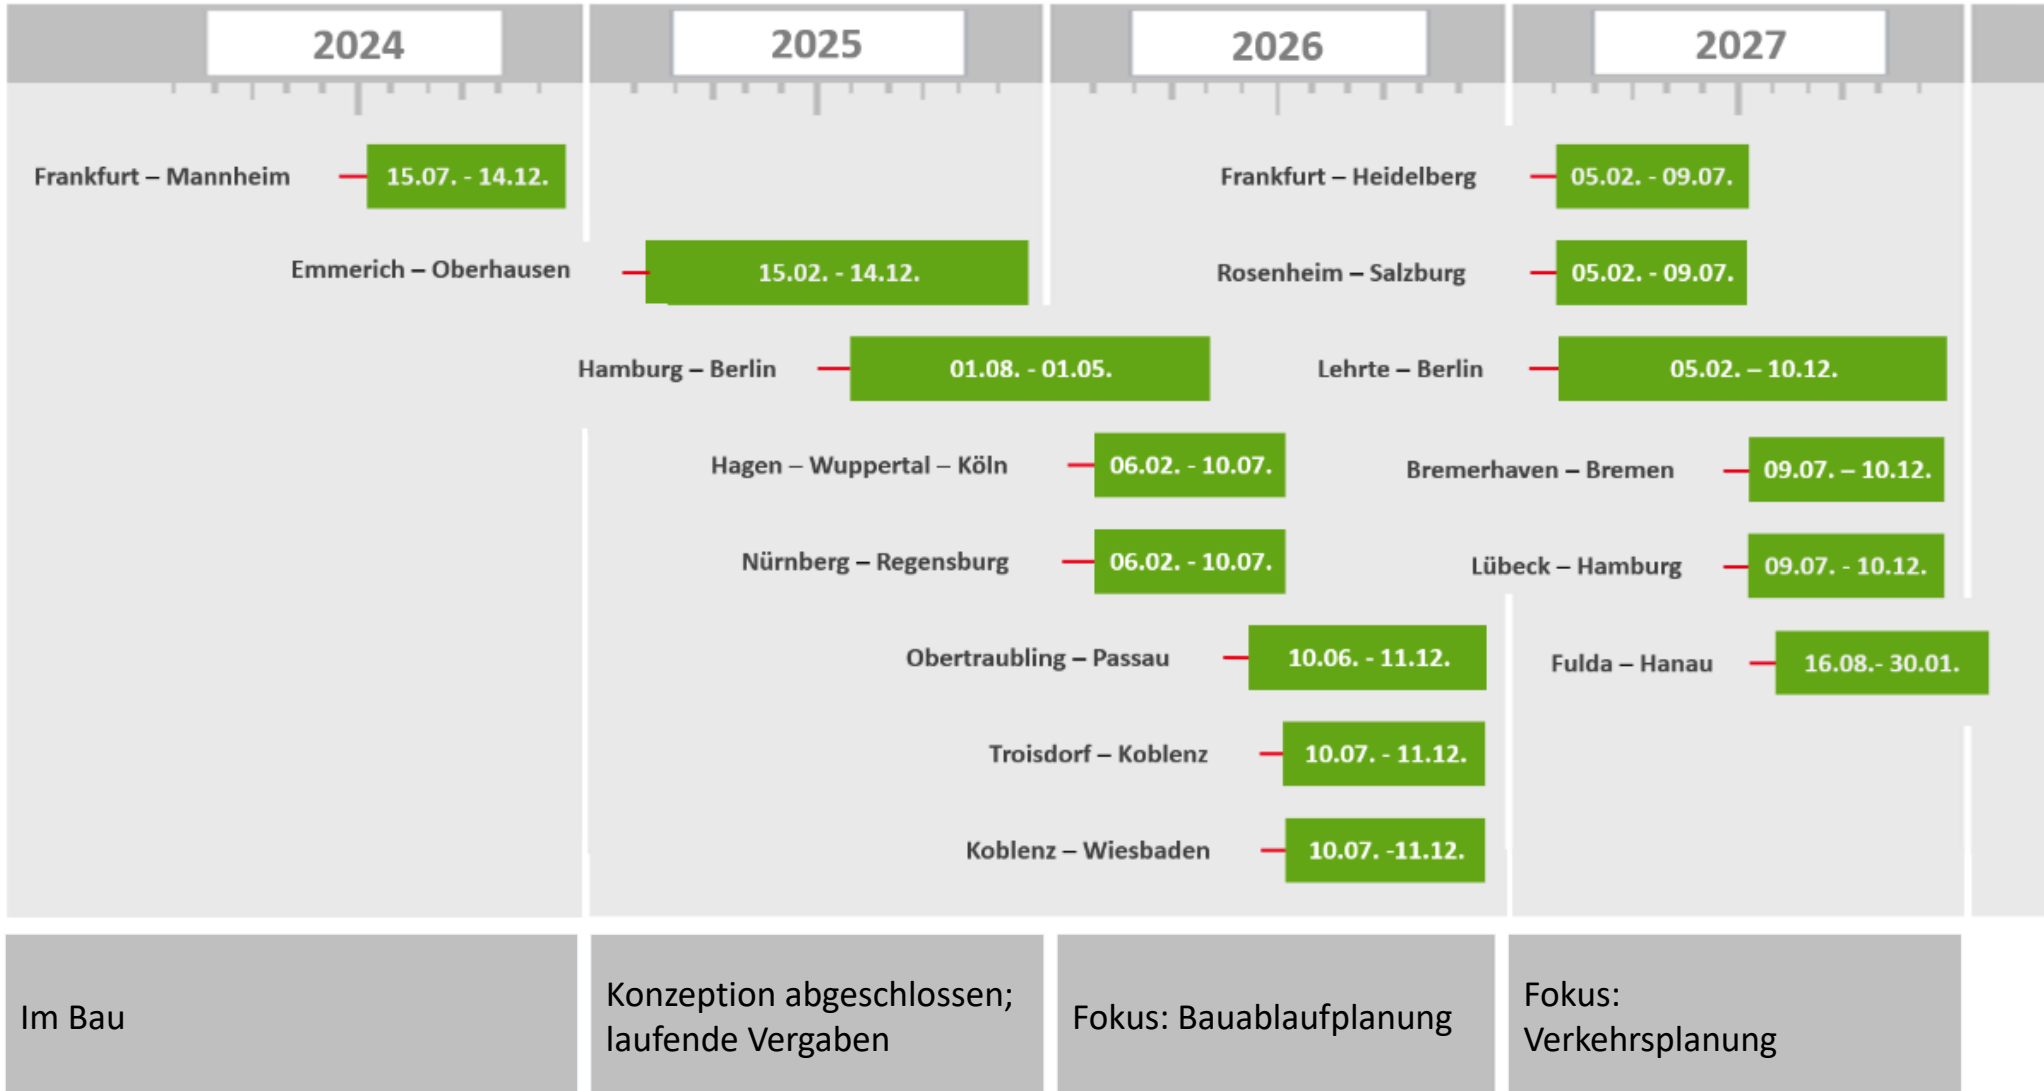 2024
2025
2026
2027
Frankfurt – Mannheim
15.07. - 14.12.
Frankfurt – Heidelberg
05.02. - 09.07.
Emmerich – Oberhausen
15.02. - 14.12.
Rosenheim – Salzburg
05.02. - 09.07.
Hamburg – Berlin
01.08. - 01.05.
Lehrte – Berlin
05.02. – 10.12.
Hagen – Wuppertal – Köln
06.02. - 10.07.
Bremerhaven – Bremen
09.07. – 10.12.
Nürnberg – Regensburg
06.02. - 10.07.
Lübeck – Hamburg
09.07. - 10.12.
Obertraubling – Passau
10.06. - 11.12.
Fulda – Hanau
16.08.- 30.01.
Troisdorf – Koblenz
10.07. - 11.12.
Koblenz – Wiesbaden
10.07. -11.12.
Im Bau
Konzeption abgeschlossen;
laufende Vergaben
Fokus: Bauablaufplanung
Fokus:
Verkehrsplanung